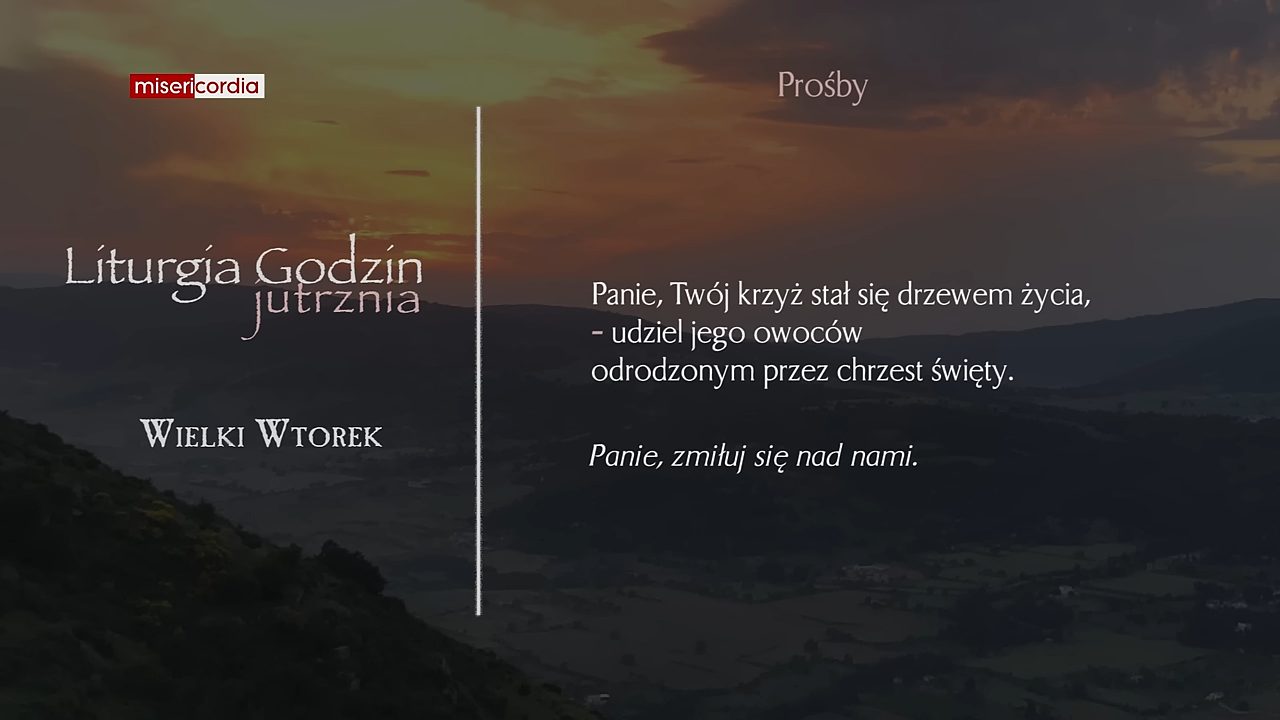 misericordia
Liturgia Godzin
jutrznia
Wielki Wtorek
Prośby
Panie, Twój krzyż stał się drzewem życia,
- udziel jego owoców
odrodzonym przez chrzest święty.
Panie, zmiłuj się nad nami.